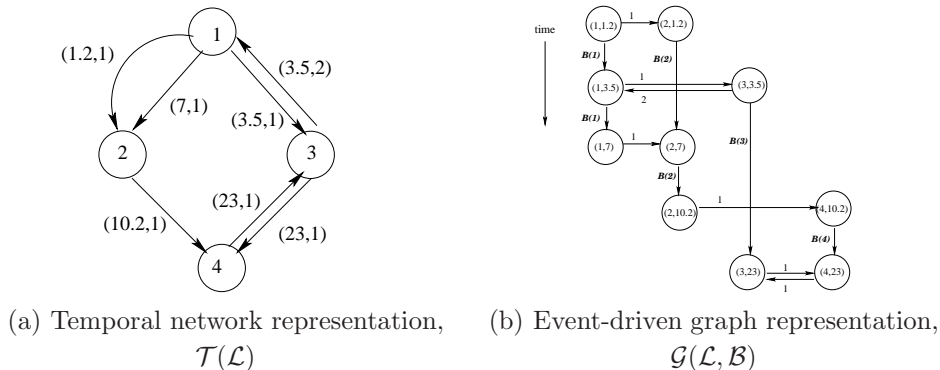 1
(1.2,1)
(3.5,2)
(7,1)
(3.5,1)
2
3
(23,1)
(10.2,1)
(23,1)
4
(a) Temporal network representation,
𝒯(ℒ)
time
(1,1.2)
1
(2,1.2)
B(1)
B(2)
(1,3.5)
1
2
(3,3.5)
B(1)
(1,7)
1
(2,7)
B(3)
B(2)
(2,10.2)
1
(4,10.2)
B(4)
(3,23)
1
1
(4,23)
(b) Event-driven graph representation,
𝒢(ℒ, ℬ)